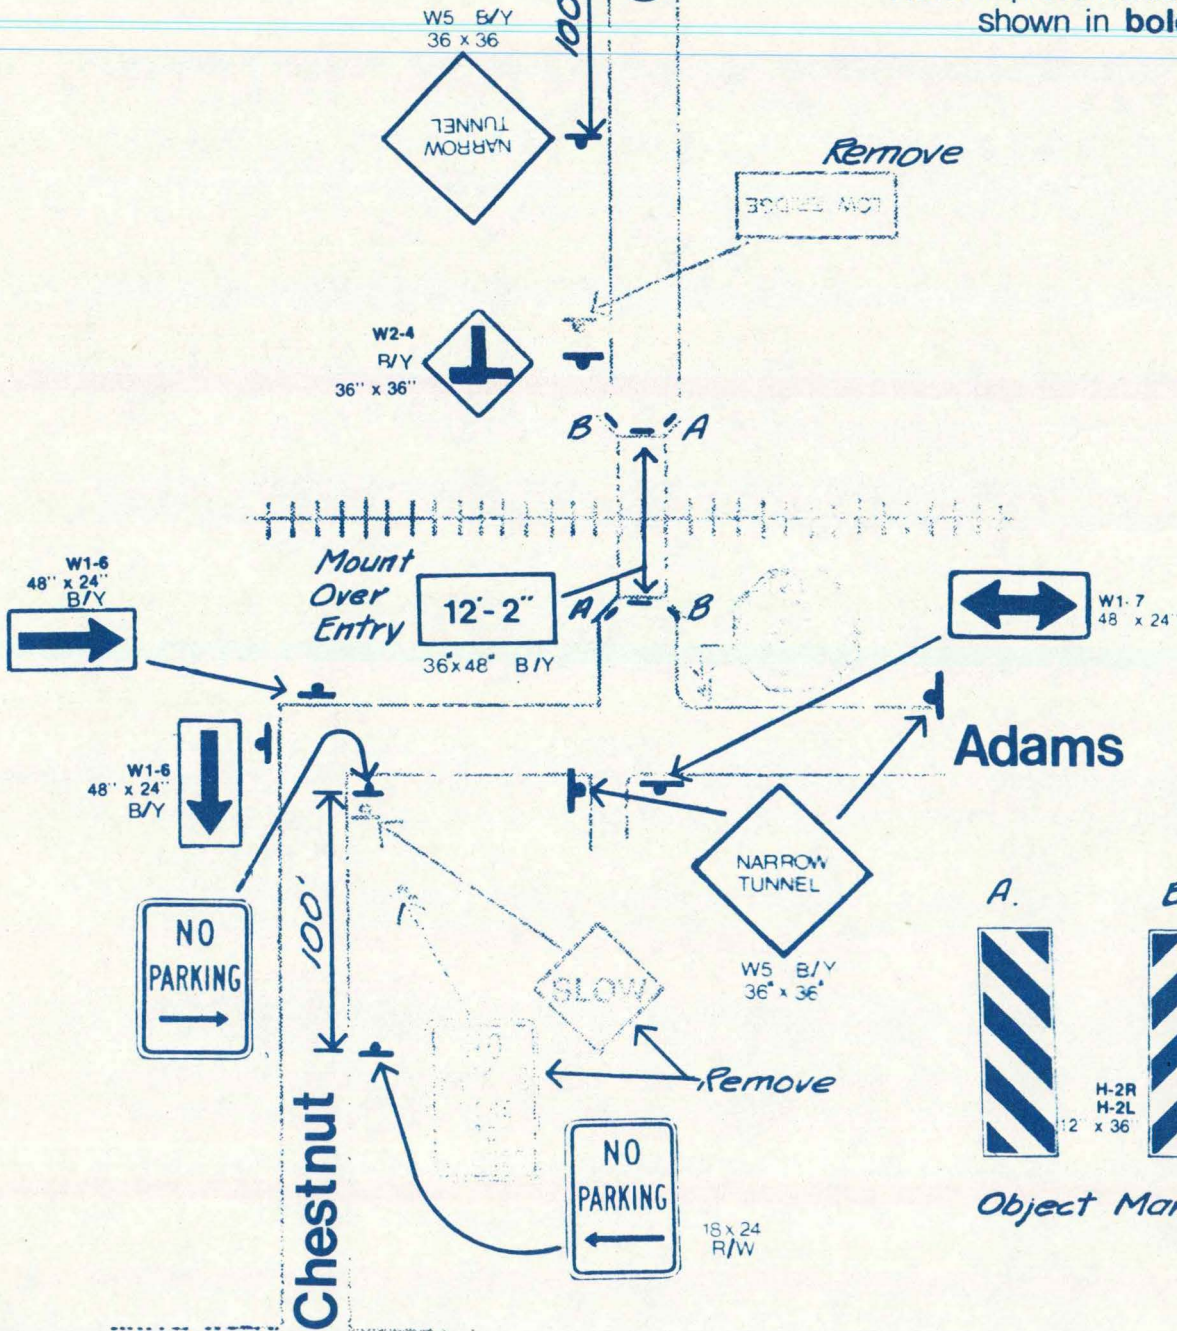 shown in bold
W5 B/Y
36 x 36
100'
NARROW
TUNNEL
Remove
LOW BRIDGE
W2-4
B/Y
36" x 36"
B A
Mount
Over
Entry
12'-2"
36" x 48" B/Y
A B
W1-6
48" x 24"
B/Y
W1-7
48" x 24"
W1-6
48" x 24"
B/Y
Adams
NO
PARKING
100'
NARROW
TUNNEL
W5 B/Y
36" x 36"
SLOW
Remove
Chestnut
NO
PARKING
18 x 24
R/W
A.
H-2R
H-2L
12" x 36"
Object